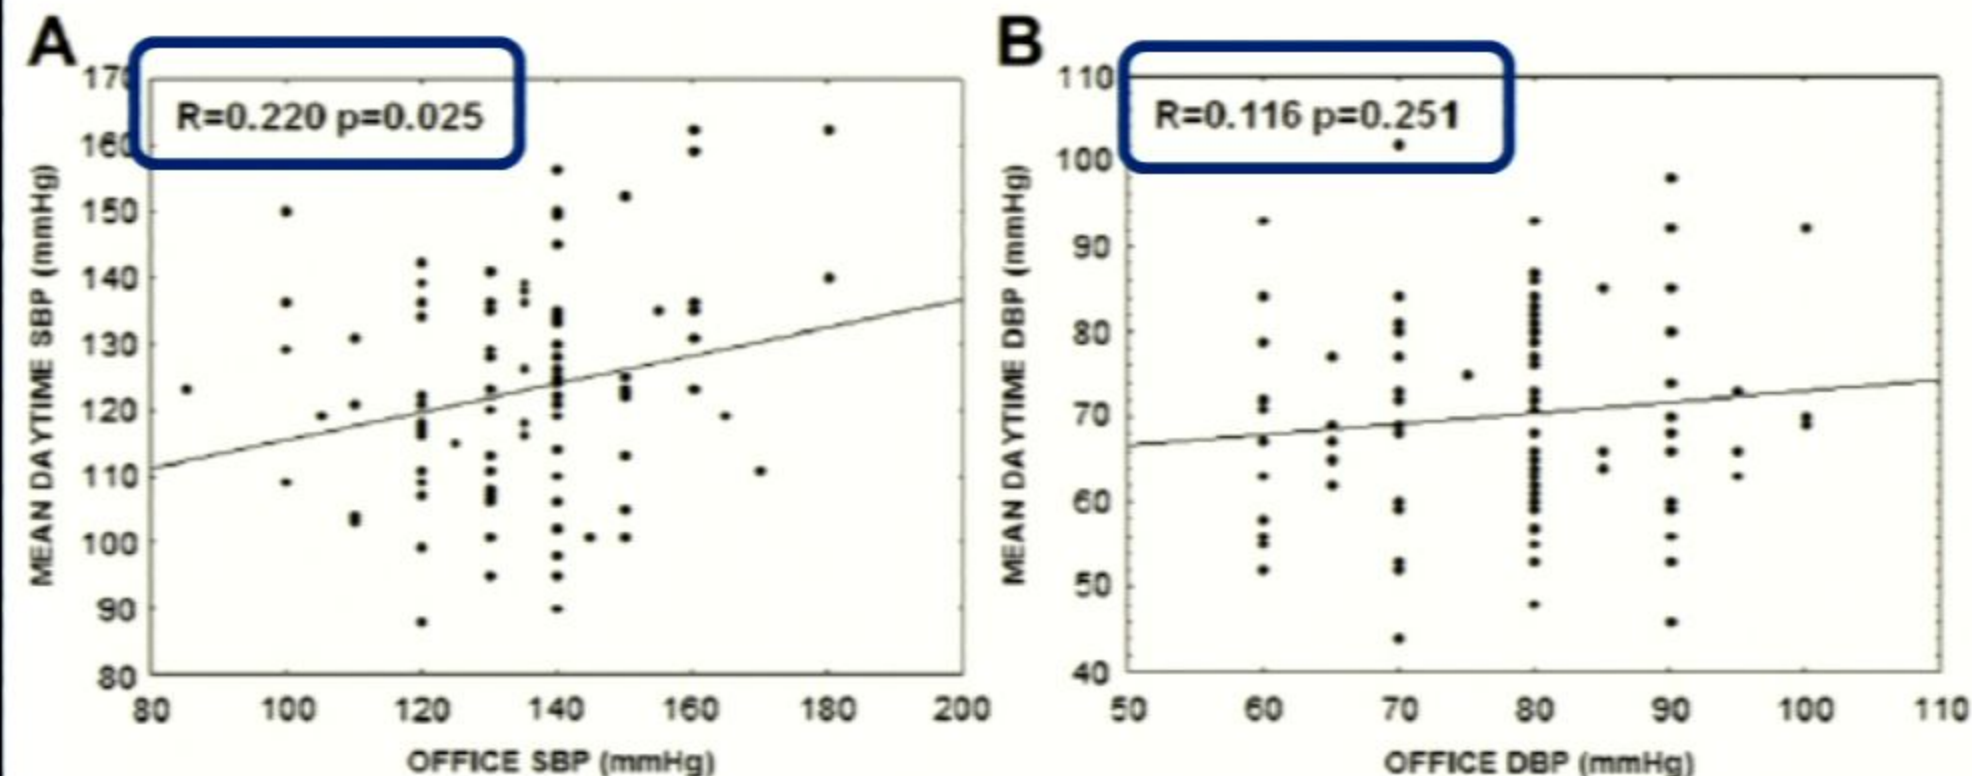 A
R=0.220 p=0.025
MEAN DAYTIME SBP (mmHg)
170
160
150
140
130
120
110
100
90
80
80 100 120 140 160 180 200
OFFICE SBP (mmHg)
B
R=0.116 p=0.251
MEAN DAYTIME DBP (mmHg)
110
100
90
80
70
60
50
40
50 60 70 80 90 100 110
OFFICE DBP (mmHg)